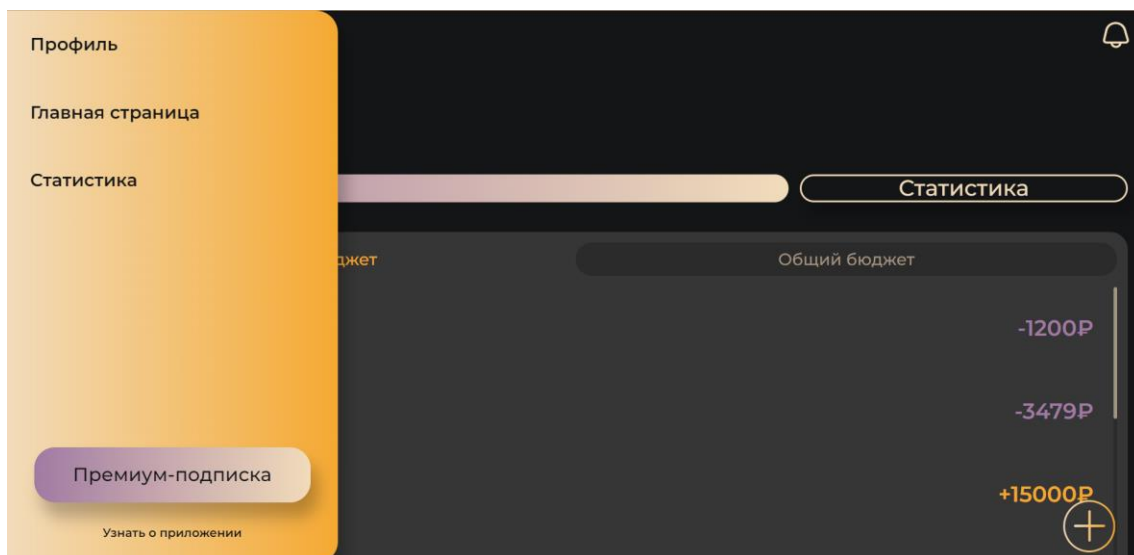 Профиль
Главная страница
Статистика
Премиум-подписка
Узнать о приложении
Статистика
джет
Общий бюджет
-1200₽
-3479₽
+15000₽